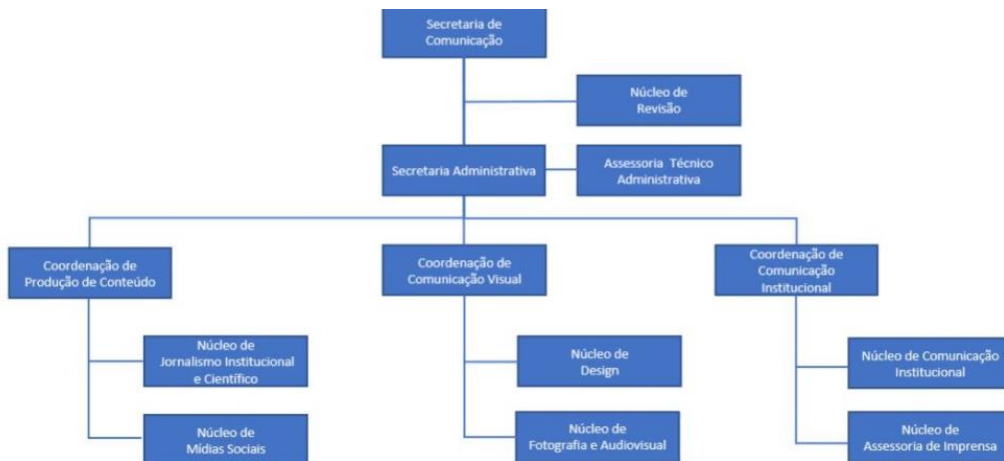 Secretaria de
Comunicação
Núcleo de
Revisão
Secretaria Administrativa
Assessoria Técnico
Administrativa
Coordenação de
Produção de Conteúdo
Coordenação de
Comunicação Visual
Coordenação de
Comunicação
Institucional
Núcleo de
Jornalismo Institucional
e Científico
Núcleo de
Design
Núcleo de Comunicação
Institucional
Núcleo de
Mídias Sociais
Núcleo de
Fotografia e Audiovisual
Núcleo de
Assessoria de Imprensa